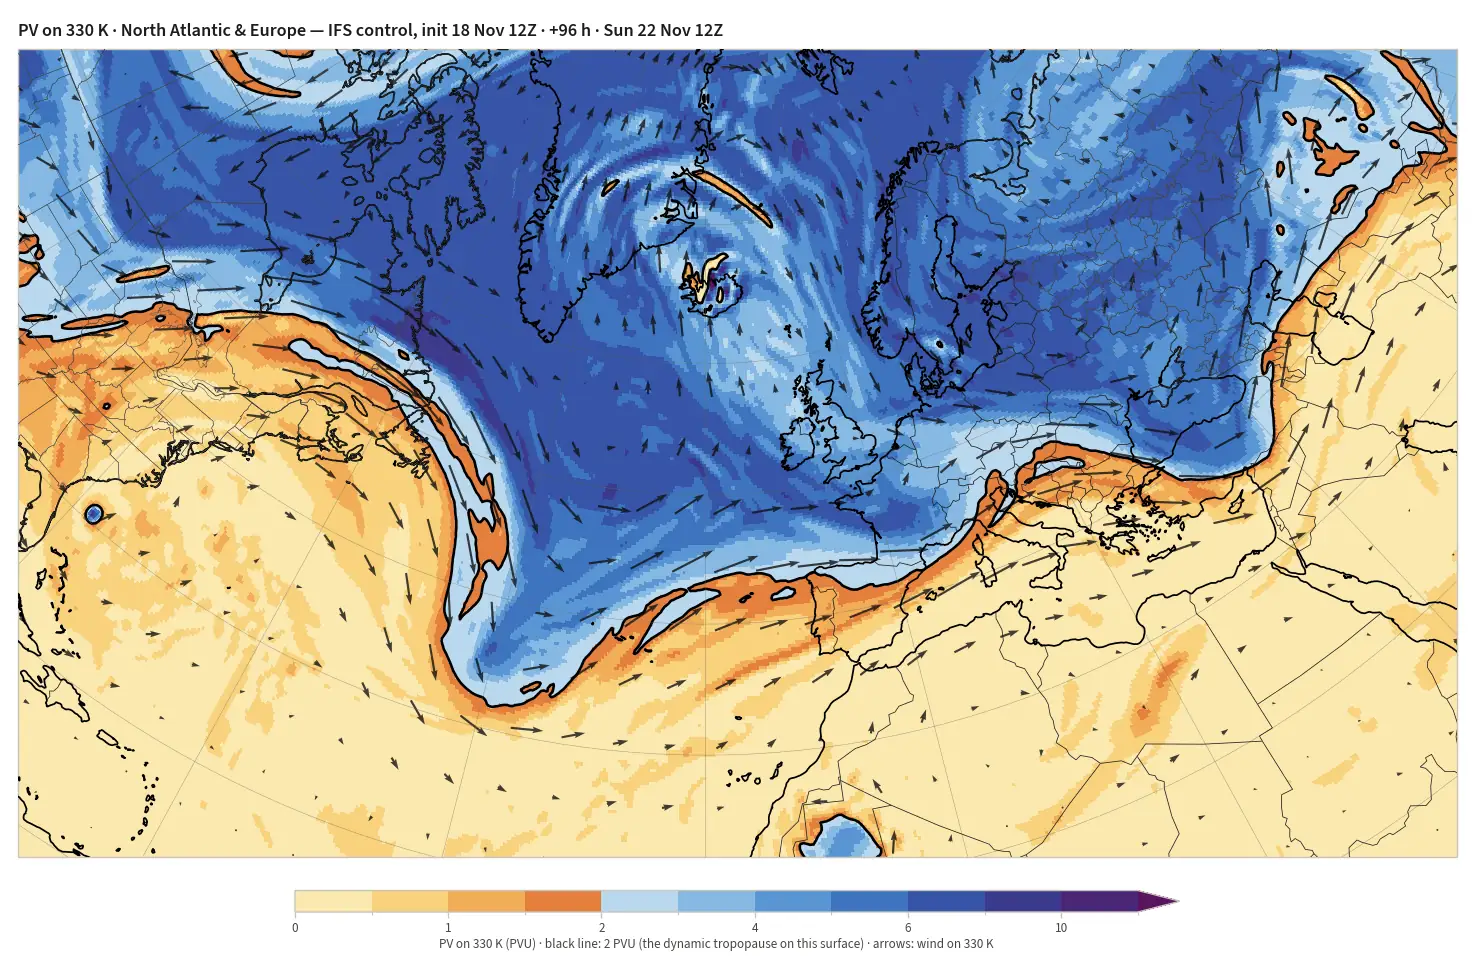 PV on 330 K · North Atlantic & Europe — IFS control, init 18 Nov 12Z · +96 h · Sun 22 Nov 12Z
0 1 2 4 6 10
PV on 330 K (PVU) · black line: 2 PVU (the dynamic tropopause on this surface) · arrows: wind on 330 K